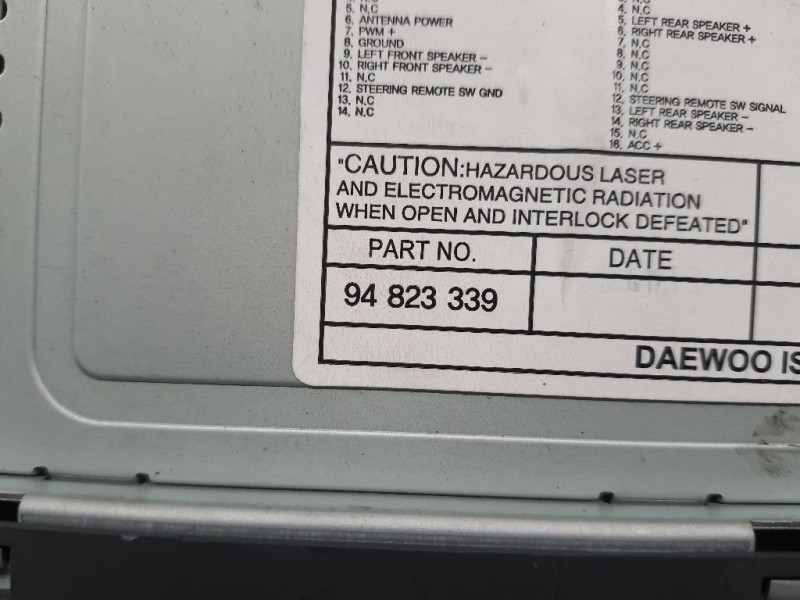 5. N.C
6. ANTENNA POWER
7. PWM +
8. GROUND
9. LEFT FRONT SPEAKER –
10. RIGHT FRONT SPEAKER –
11. N.C
12. STEERING REMOTE SW GND
13. N.C
14. N.C
4. N.C
5. LEFT REAR SPEAKER +
6. RIGHT REAR SPEAKER +
7. N.C
8. N.C
9. N.C
10. N.C
11. N.C
12. STEERING REMOTE SW SIGNAL
13. LEFT REAR SPEAKER –
14. RIGHT REAR SPEAKER –
15. N.C
16. ACC +
"CAUTION:HAZARDOUS LASER
AND ELECTROMAGNETIC RADIATION
WHEN OPEN AND INTERLOCK DEFEATED"
PART NO. DATE
94 823 339
DAEWOO IS